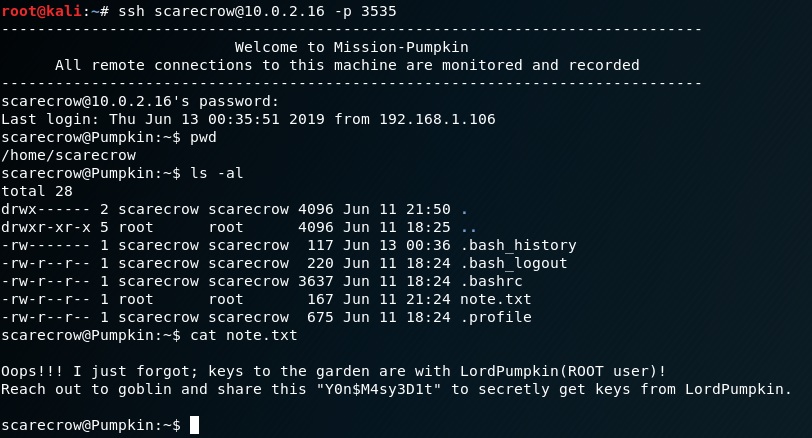 root@kali:~# ssh scarecrow@10.0.2.16 -p 3535
------------------------------------------------------------------------------
                          Welcome to Mission-Pumpkin
      All remote connections to this machine are monitored and recorded
------------------------------------------------------------------------------
scarecrow@10.0.2.16's password:
Last login: Thu Jun 13 00:35:51 2019 from 192.168.1.106
scarecrow@Pumpkin:~$ pwd
/home/scarecrow
scarecrow@Pumpkin:~$ ls -al
total 28
drwx------ 2 scarecrow scarecrow 4096 Jun 11 21:50 .
drwxr-xr-x 5 root      root      4096 Jun 11 18:25 ..
-rw------- 1 scarecrow scarecrow  117 Jun 13 00:36 .bash_history
-rw-r--r-- 1 scarecrow scarecrow  220 Jun 11 18:24 .bash_logout
-rw-r--r-- 1 scarecrow scarecrow 3637 Jun 11 18:24 .bashrc
-rw-r--r-- 1 root      root       167 Jun 11 21:24 note.txt
-rw-r--r-- 1 scarecrow scarecrow  675 Jun 11 18:24 .profile
scarecrow@Pumpkin:~$ cat note.txt

Oops!!! I just forgot; keys to the garden are with LordPumpkin(ROOT user)!
Reach out to goblin and share this "Y0n$M4sy3D1t" to secretly get keys from LordPumpkin.

scarecrow@Pumpkin:~$